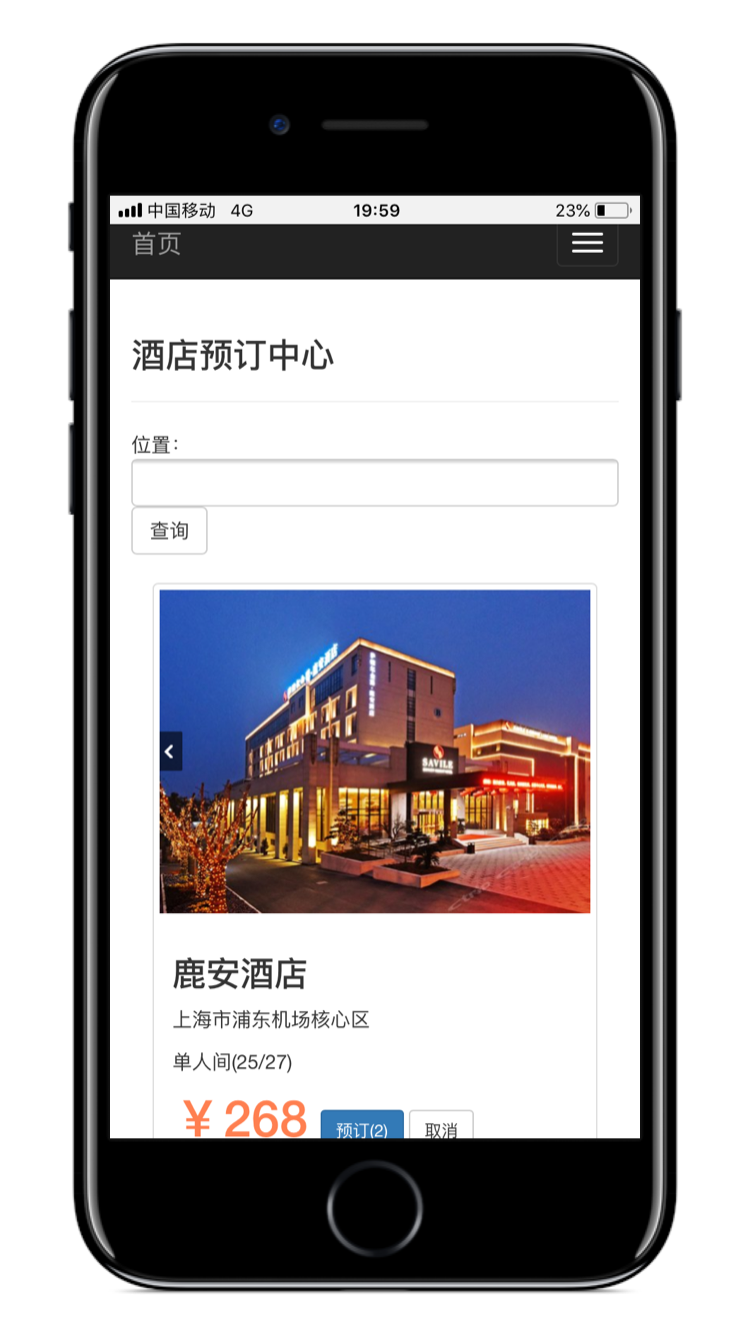 中国移动 4G 19:59 23%
首页
酒店预订中心
位置：
查询
SAVILE
鹿安酒店
上海市浦东机场核心区
单人间(25/27)
¥ 268 预订(2) 取消